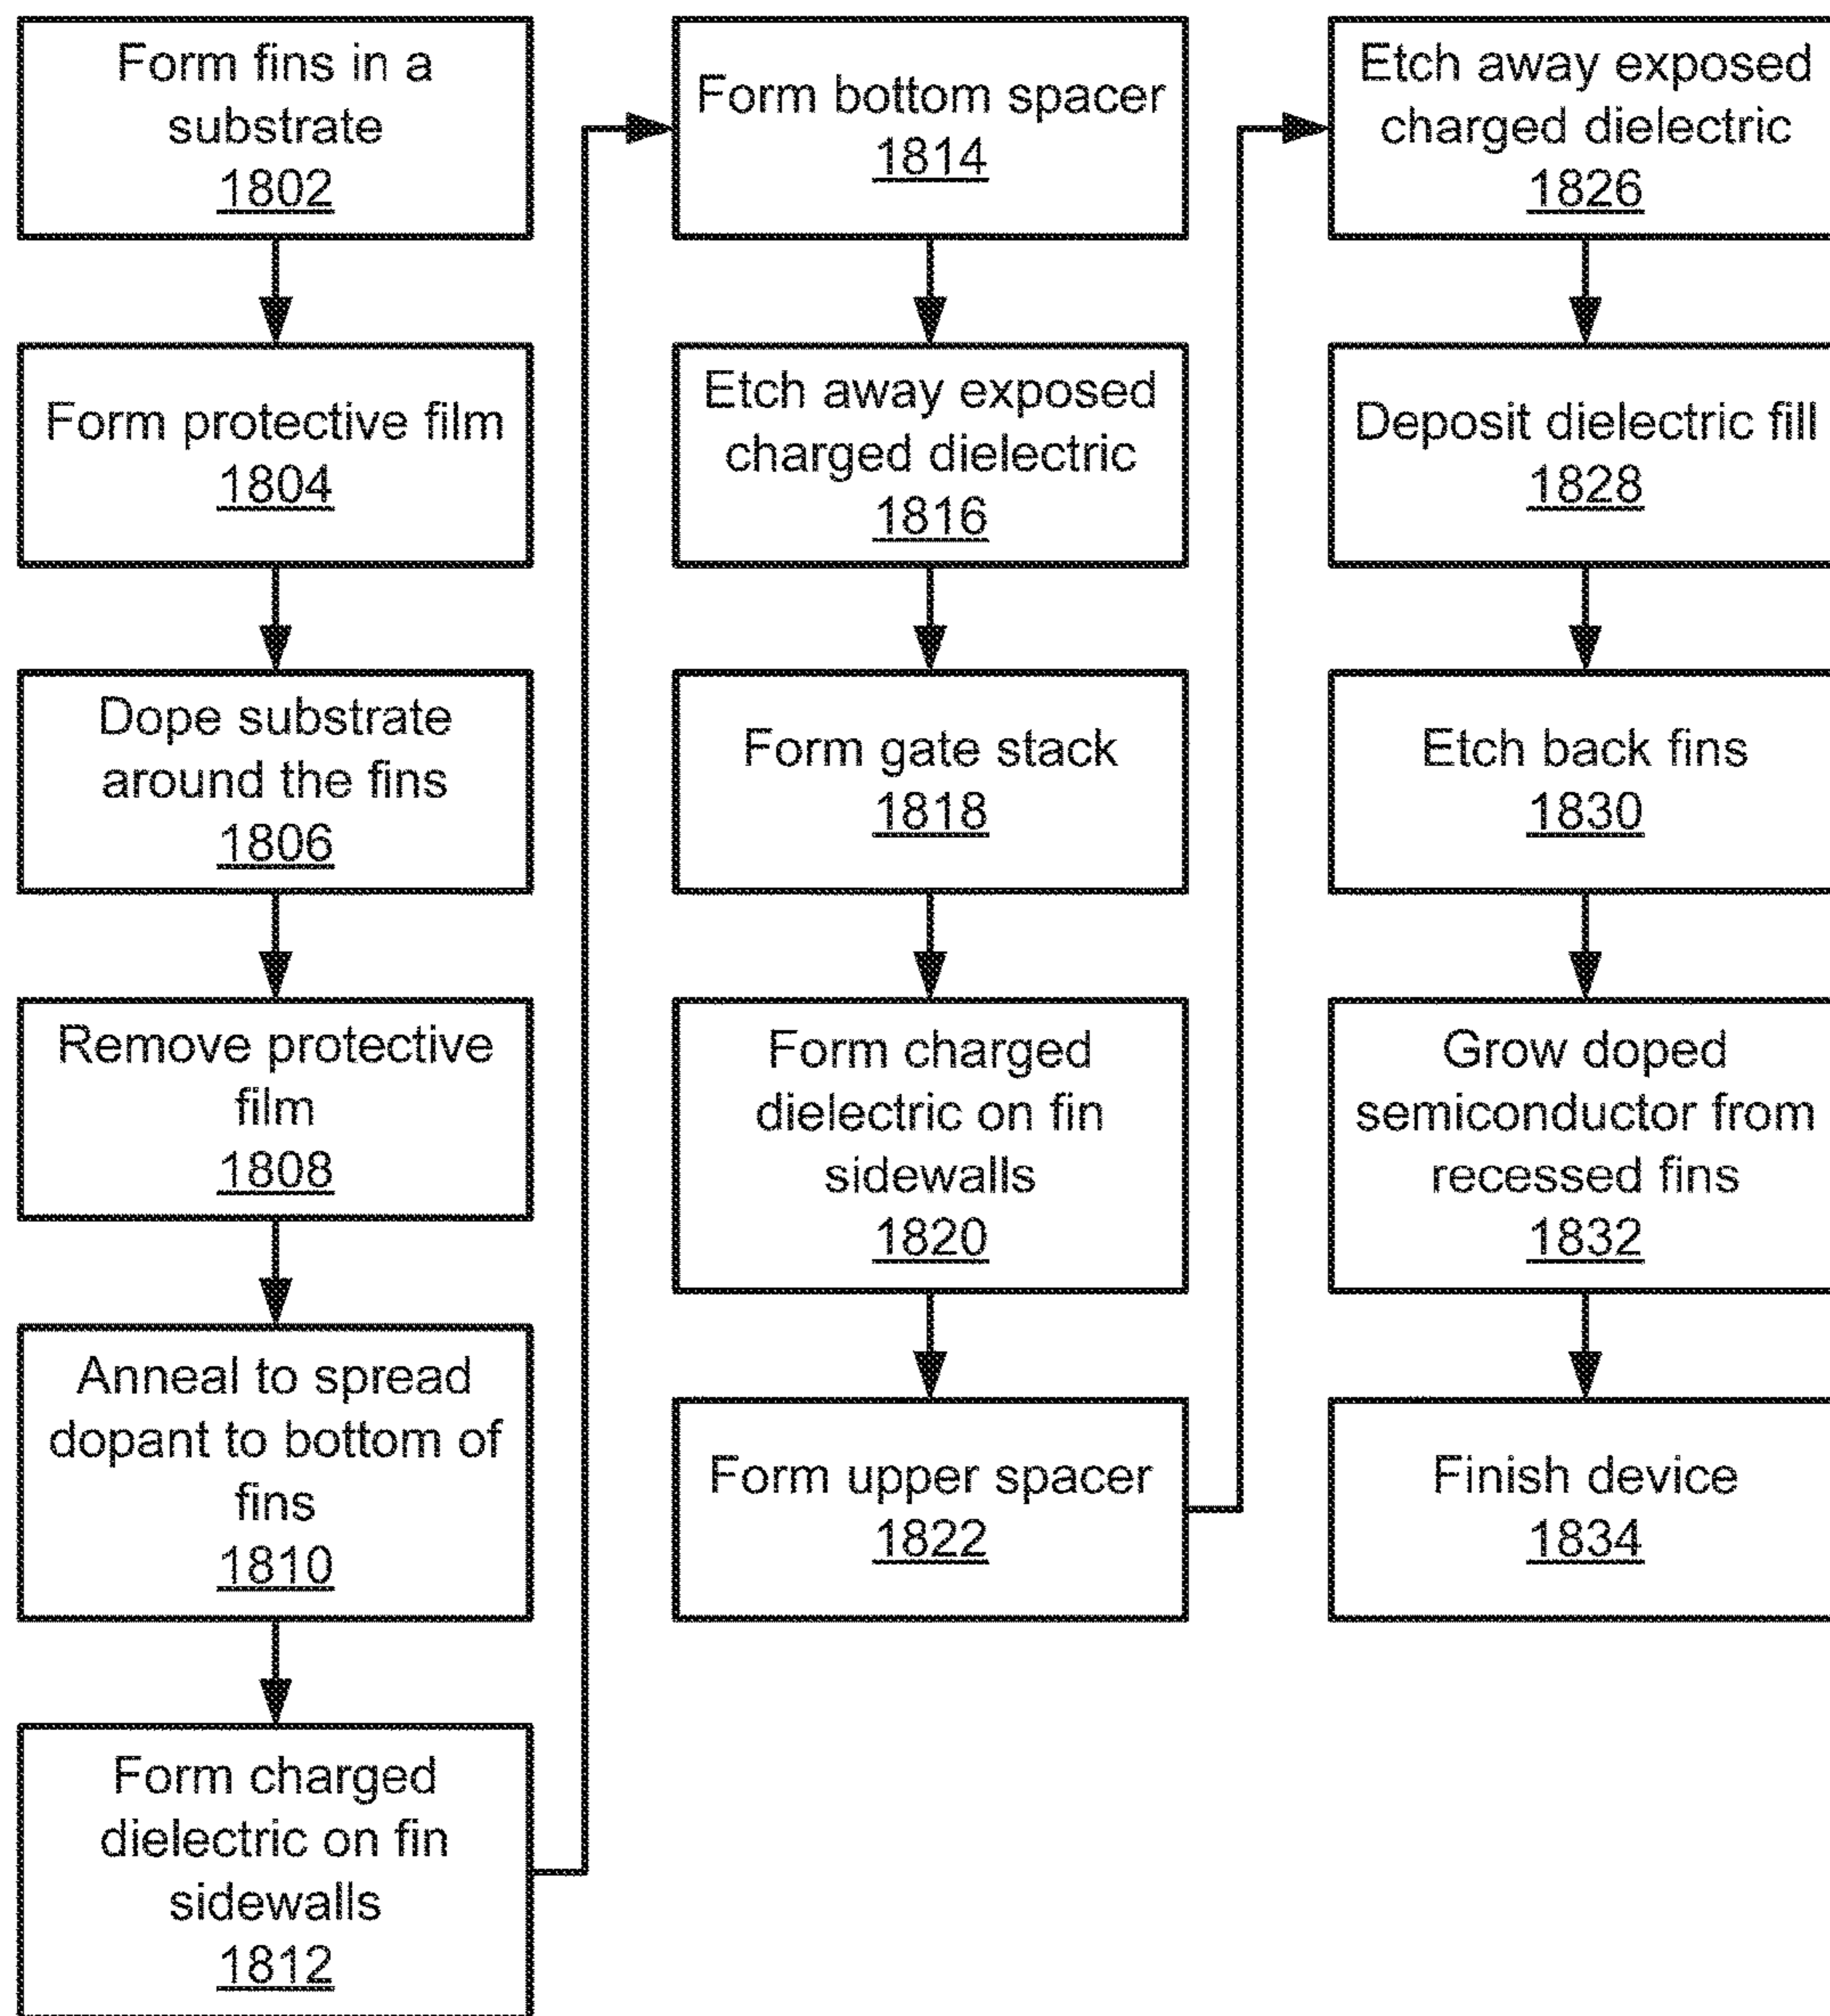 Form fins in a
substrate
1802
Form protective film
1804
Dope substrate
around the fins
1806
Remove protective
film
1808
Anneal to spread
dopant to bottom of
fins
1810
Form charged
dielectric on fin
sidewalls
1812
Form bottom spacer
1814
Etch away exposed
charged dielectric
1816
Form gate stack
1818
Form charged
dielectric on fin
sidewalls
1820
Form upper spacer
1822
Etch away exposed
charged dielectric
1826
Deposit dielectric fill
1828
Etch back fins
1830
Grow doped
semiconductor from
recessed fins
1832
Finish device
1834